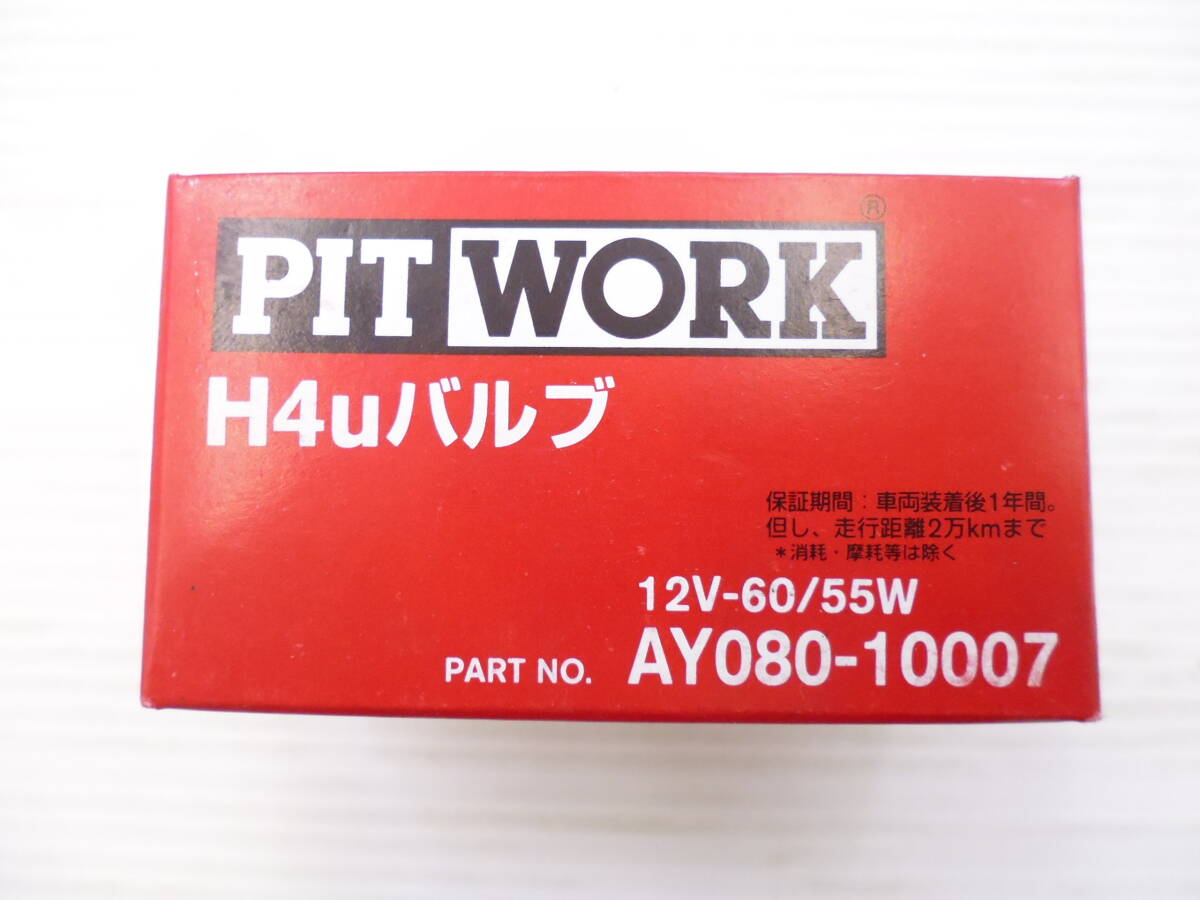 PIT WORK ®
H4uバルブ
保証期間：車両装着後1年間。
但し、走行距離2万kmまで
＊消耗・摩耗等は除く
12V-60/55W
PART NO. AY080-10007